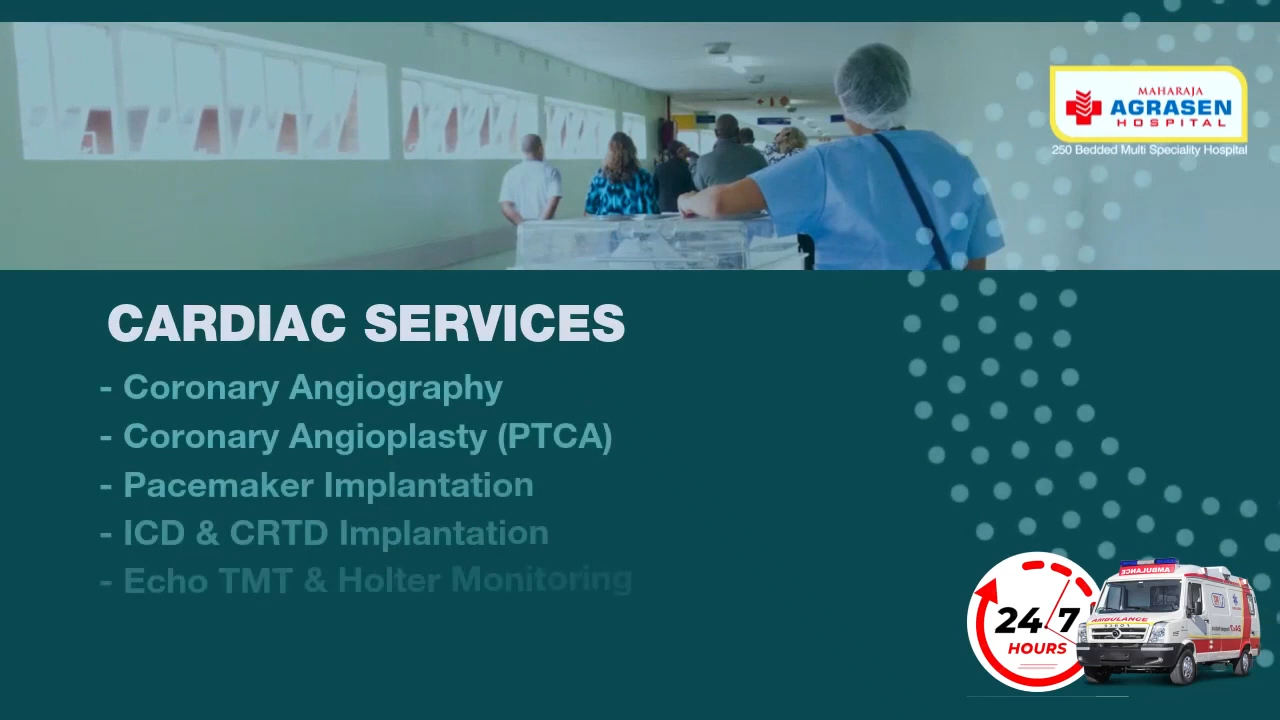 MAHARAJA
AGRASEN
HOSPITAL
250 Bedded Multi Speciality Hospital
CARDIAC SERVICES
- Coronary Angiography
- Coronary Angioplasty (PTCA)
- Pacemaker Implantation
- ICD & CRTD Implantation
- Echo TMT & Holter Monitoring
24 7
HOURS
AMBULANCE
AMBULANCE